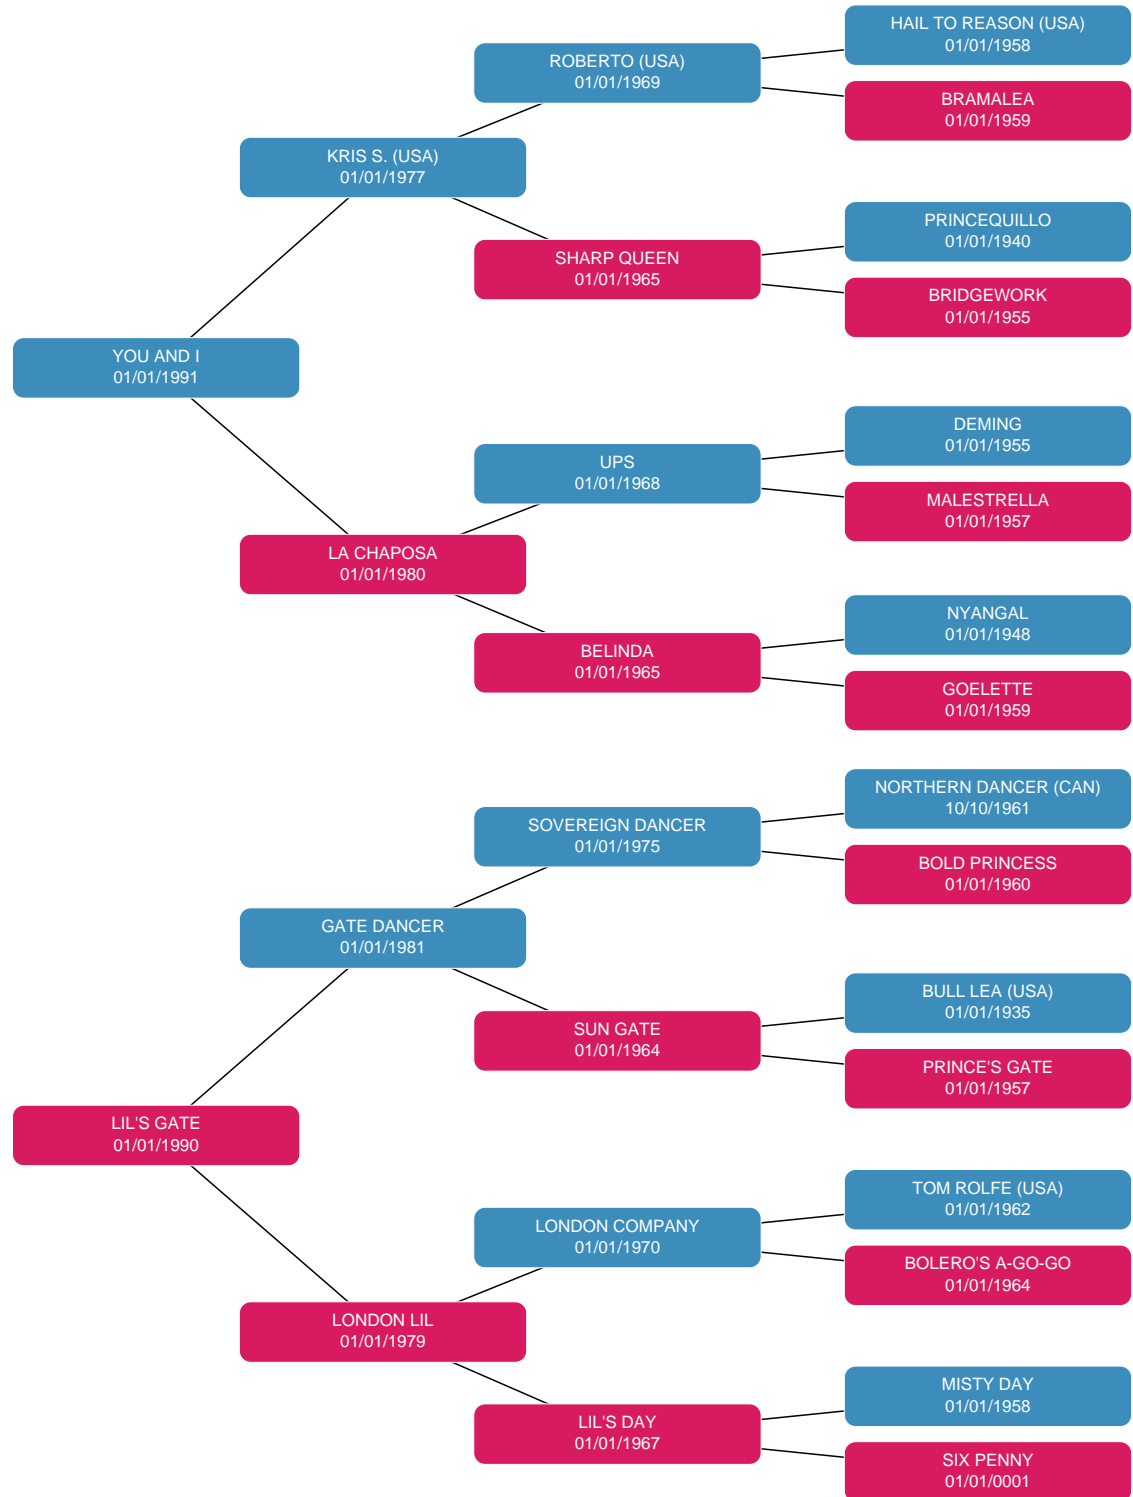 HAIL TO REASON (USA)
01/01/1958
ROBERTO (USA)
01/01/1969
BRAMALEA
01/01/1959
KRIS S. (USA)
01/01/1977
PRINCEQUILLO
01/01/1940
SHARP QUEEN
01/01/1965
BRIDGEWORK
01/01/1955
YOU AND I
01/01/1991
DEMING
01/01/1955
UPS
01/01/1968
MALESTRELLA
01/01/1957
LA CHAPOSA
01/01/1980
NYANGAL
01/01/1948
BELINDA
01/01/1965
GOELETTE
01/01/1959
NORTHERN DANCER (CAN)
10/10/1961
SOVEREIGN DANCER
01/01/1975
BOLD PRINCESS
01/01/1960
GATE DANCER
01/01/1981
BULL LEA (USA)
01/01/1935
SUN GATE
01/01/1964
PRINCE'S GATE
01/01/1957
LIL'S GATE
01/01/1990
TOM ROLFE (USA)
01/01/1962
LONDON COMPANY
01/01/1970
BOLERO'S A-GO-GO
01/01/1964
LONDON LIL
01/01/1979
MISTY DAY
01/01/1958
LIL'S DAY
01/01/1967
SIX PENNY
01/01/0001